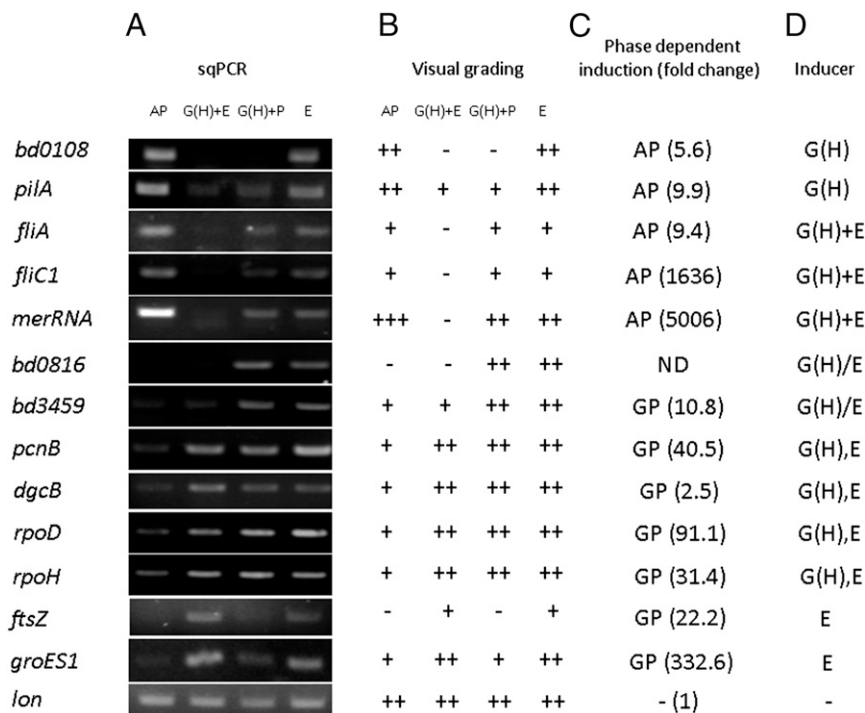 A B C D
sqPCR Visual grading Phase dependent induction (fold change) Inducer
AP G(H)+E G(H)+P E AP G(H)+E G(H)+P E
bd0108 ++ - - ++ AP (5.6) G(H)
pilA ++ + + ++ AP (9.9) G(H)
fliA + - + + AP (9.4) G(H)+E
fliC1 + - + + AP (1636) G(H)+E
merRNA +++ - ++ ++ AP (5006) G(H)+E
bd0816 - - ++ ++ ND G(H)/E
bd3459 + + ++ ++ GP (10.8) G(H)/E
pcnB + ++ ++ ++ GP (40.5) G(H),E
dgcB + ++ ++ ++ GP (2.5) G(H),E
rpoD + ++ ++ ++ GP (91.1) G(H),E
rpoH + ++ ++ ++ GP (31.4) G(H),E
ftsZ - + - + GP (22.2) E
groES1 + ++ + ++ GP (332.6) E
lon ++ ++ ++ ++ - (1) -